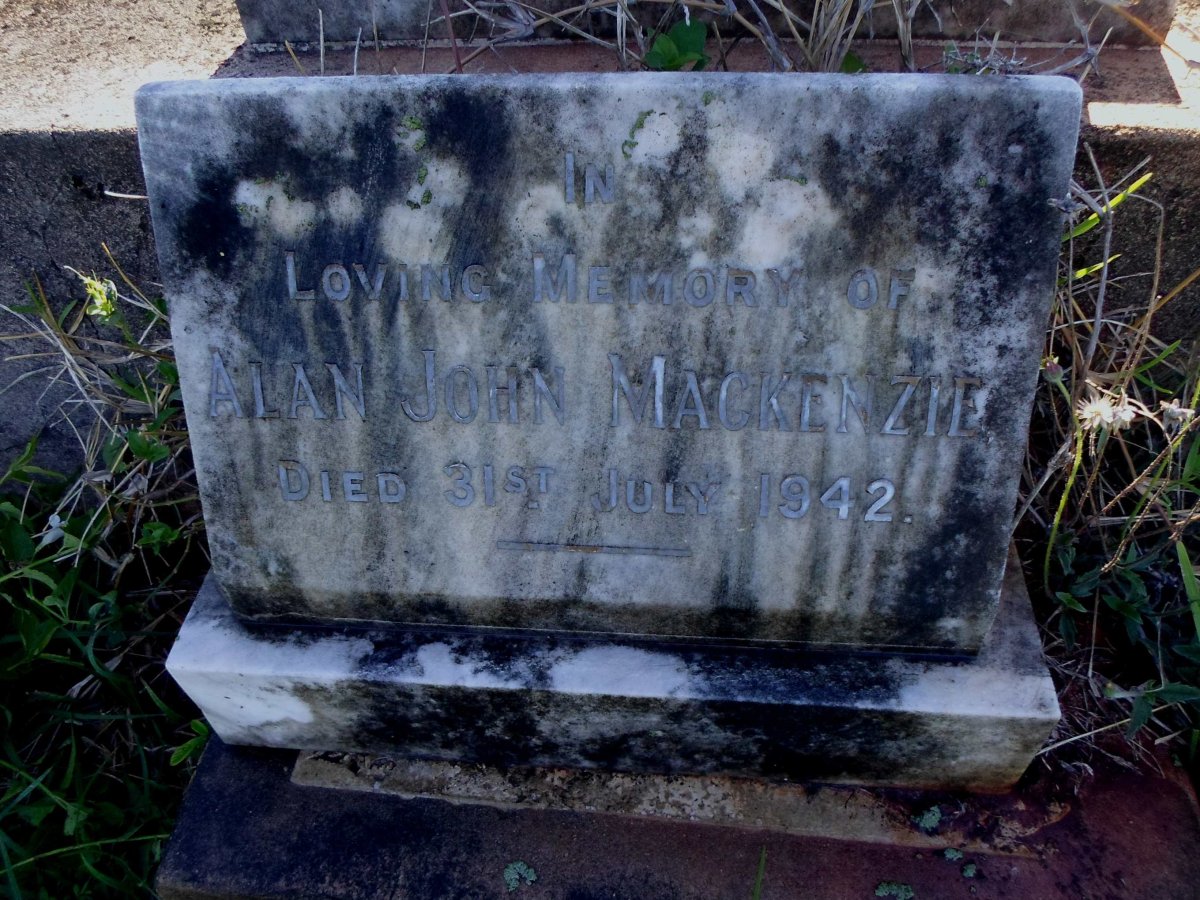 IN
LOVING MEMORY OF
ALAN JOHN MACKENZIE
DIED 31ST JULY 1942.